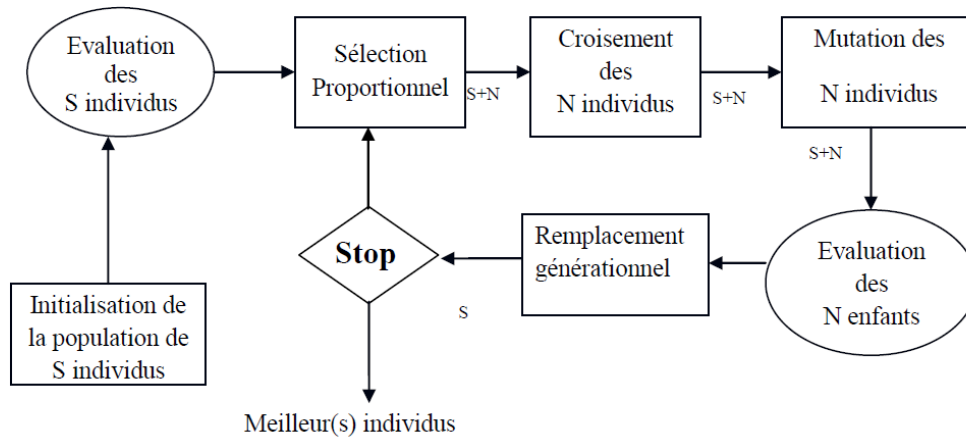 Evaluation
des
S individus
Sélection
Proportionnel
S+N
Croisement
des
N individus
S+N
Mutation des
N individus
S+N
Evaluation
des
N enfants
Remplacement
générationnel
S
Stop
Initialisation de
la population de
S individus
Meilleur(s) individus